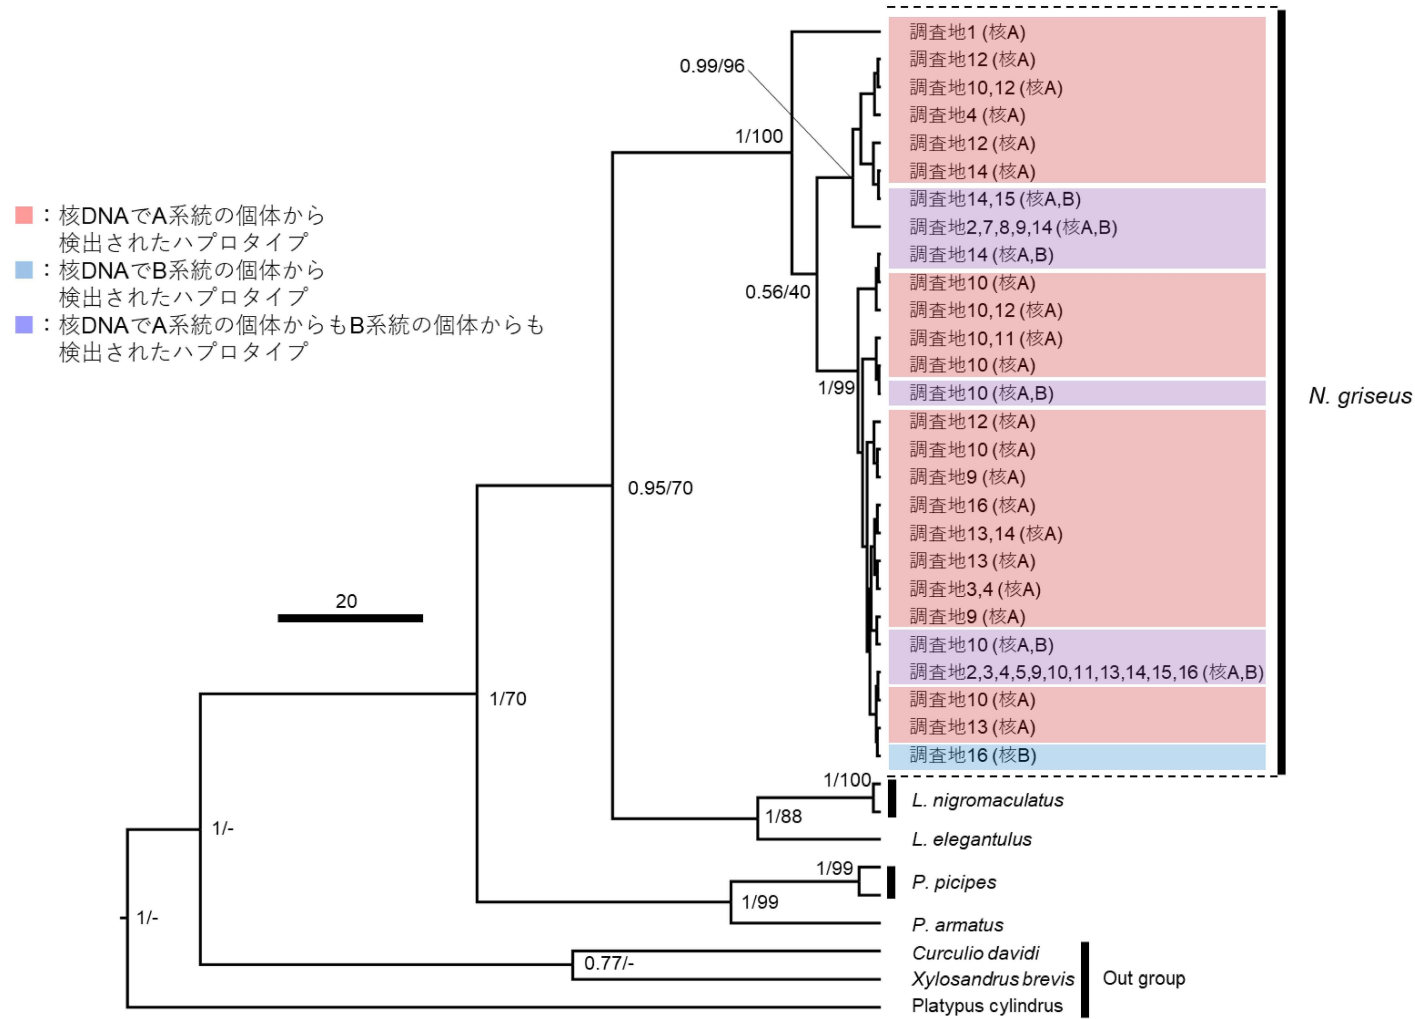 0.99/96
1/100
調査地1 (核A)
調査地12 (核A)
調査地10,12 (核A)
調査地4 (核A)
調査地12 (核A)
調査地14 (核A)
調査地14,15 (核A,B)
調査地2,7,8,9,14 (核A,B)
調査地14 (核A,B)
調査地10 (核A)
調査地10,12 (核A)
調査地10,11 (核A)
調査地10 (核A)
調査地10 (核A,B)
調査地12 (核A)
調査地10 (核A)
調査地9 (核A)
調査地16 (核A)
調査地13,14 (核A)
調査地13 (核A)
調査地3,4 (核A)
調査地9 (核A)
調査地10 (核A,B)
調査地2,3,4,5,9,10,11,13,14,15,16 (核A,B)
調査地10 (核A)
調査地13 (核A)
調査地16 (核B)
N. griseus
：核DNAでA系統の個体から
検出されたハプロタイプ
：核DNAでB系統の個体から
検出されたハプロタイプ
：核DNAでA系統の個体からもB系統の個体からも
検出されたハプロタイプ
0.56/40
1/99
0.95/70
20
1/70
1/100
L. nigromaculatus
1/88
L. elegantulus
1/-
1/99
P. picipes
1/99
P. armatus
1/-
Curculio davidi
0.77/-
Xylosandrus brevis
Out group
Platypus cylindrus